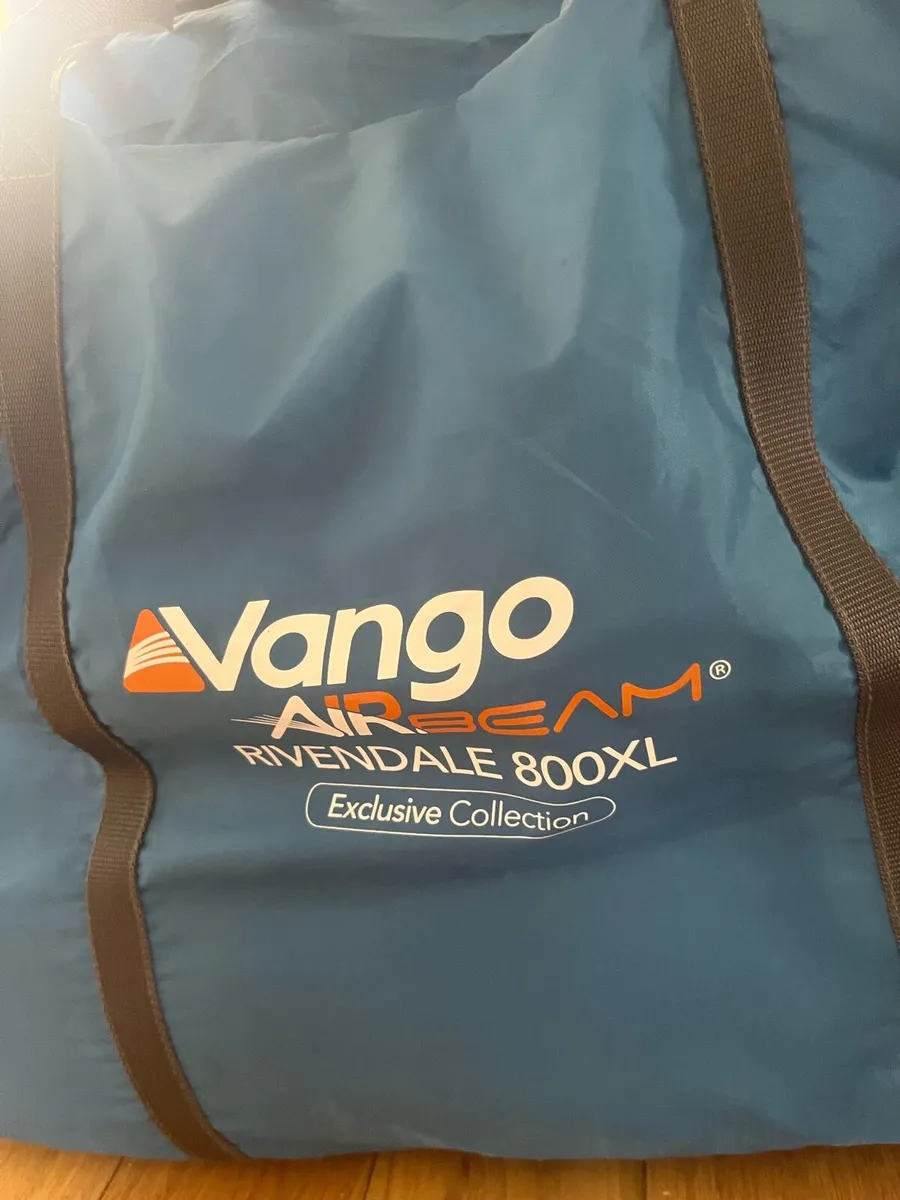 Vango
AIRBEAM®
RIVENDALE 800XL
Exclusive Collection